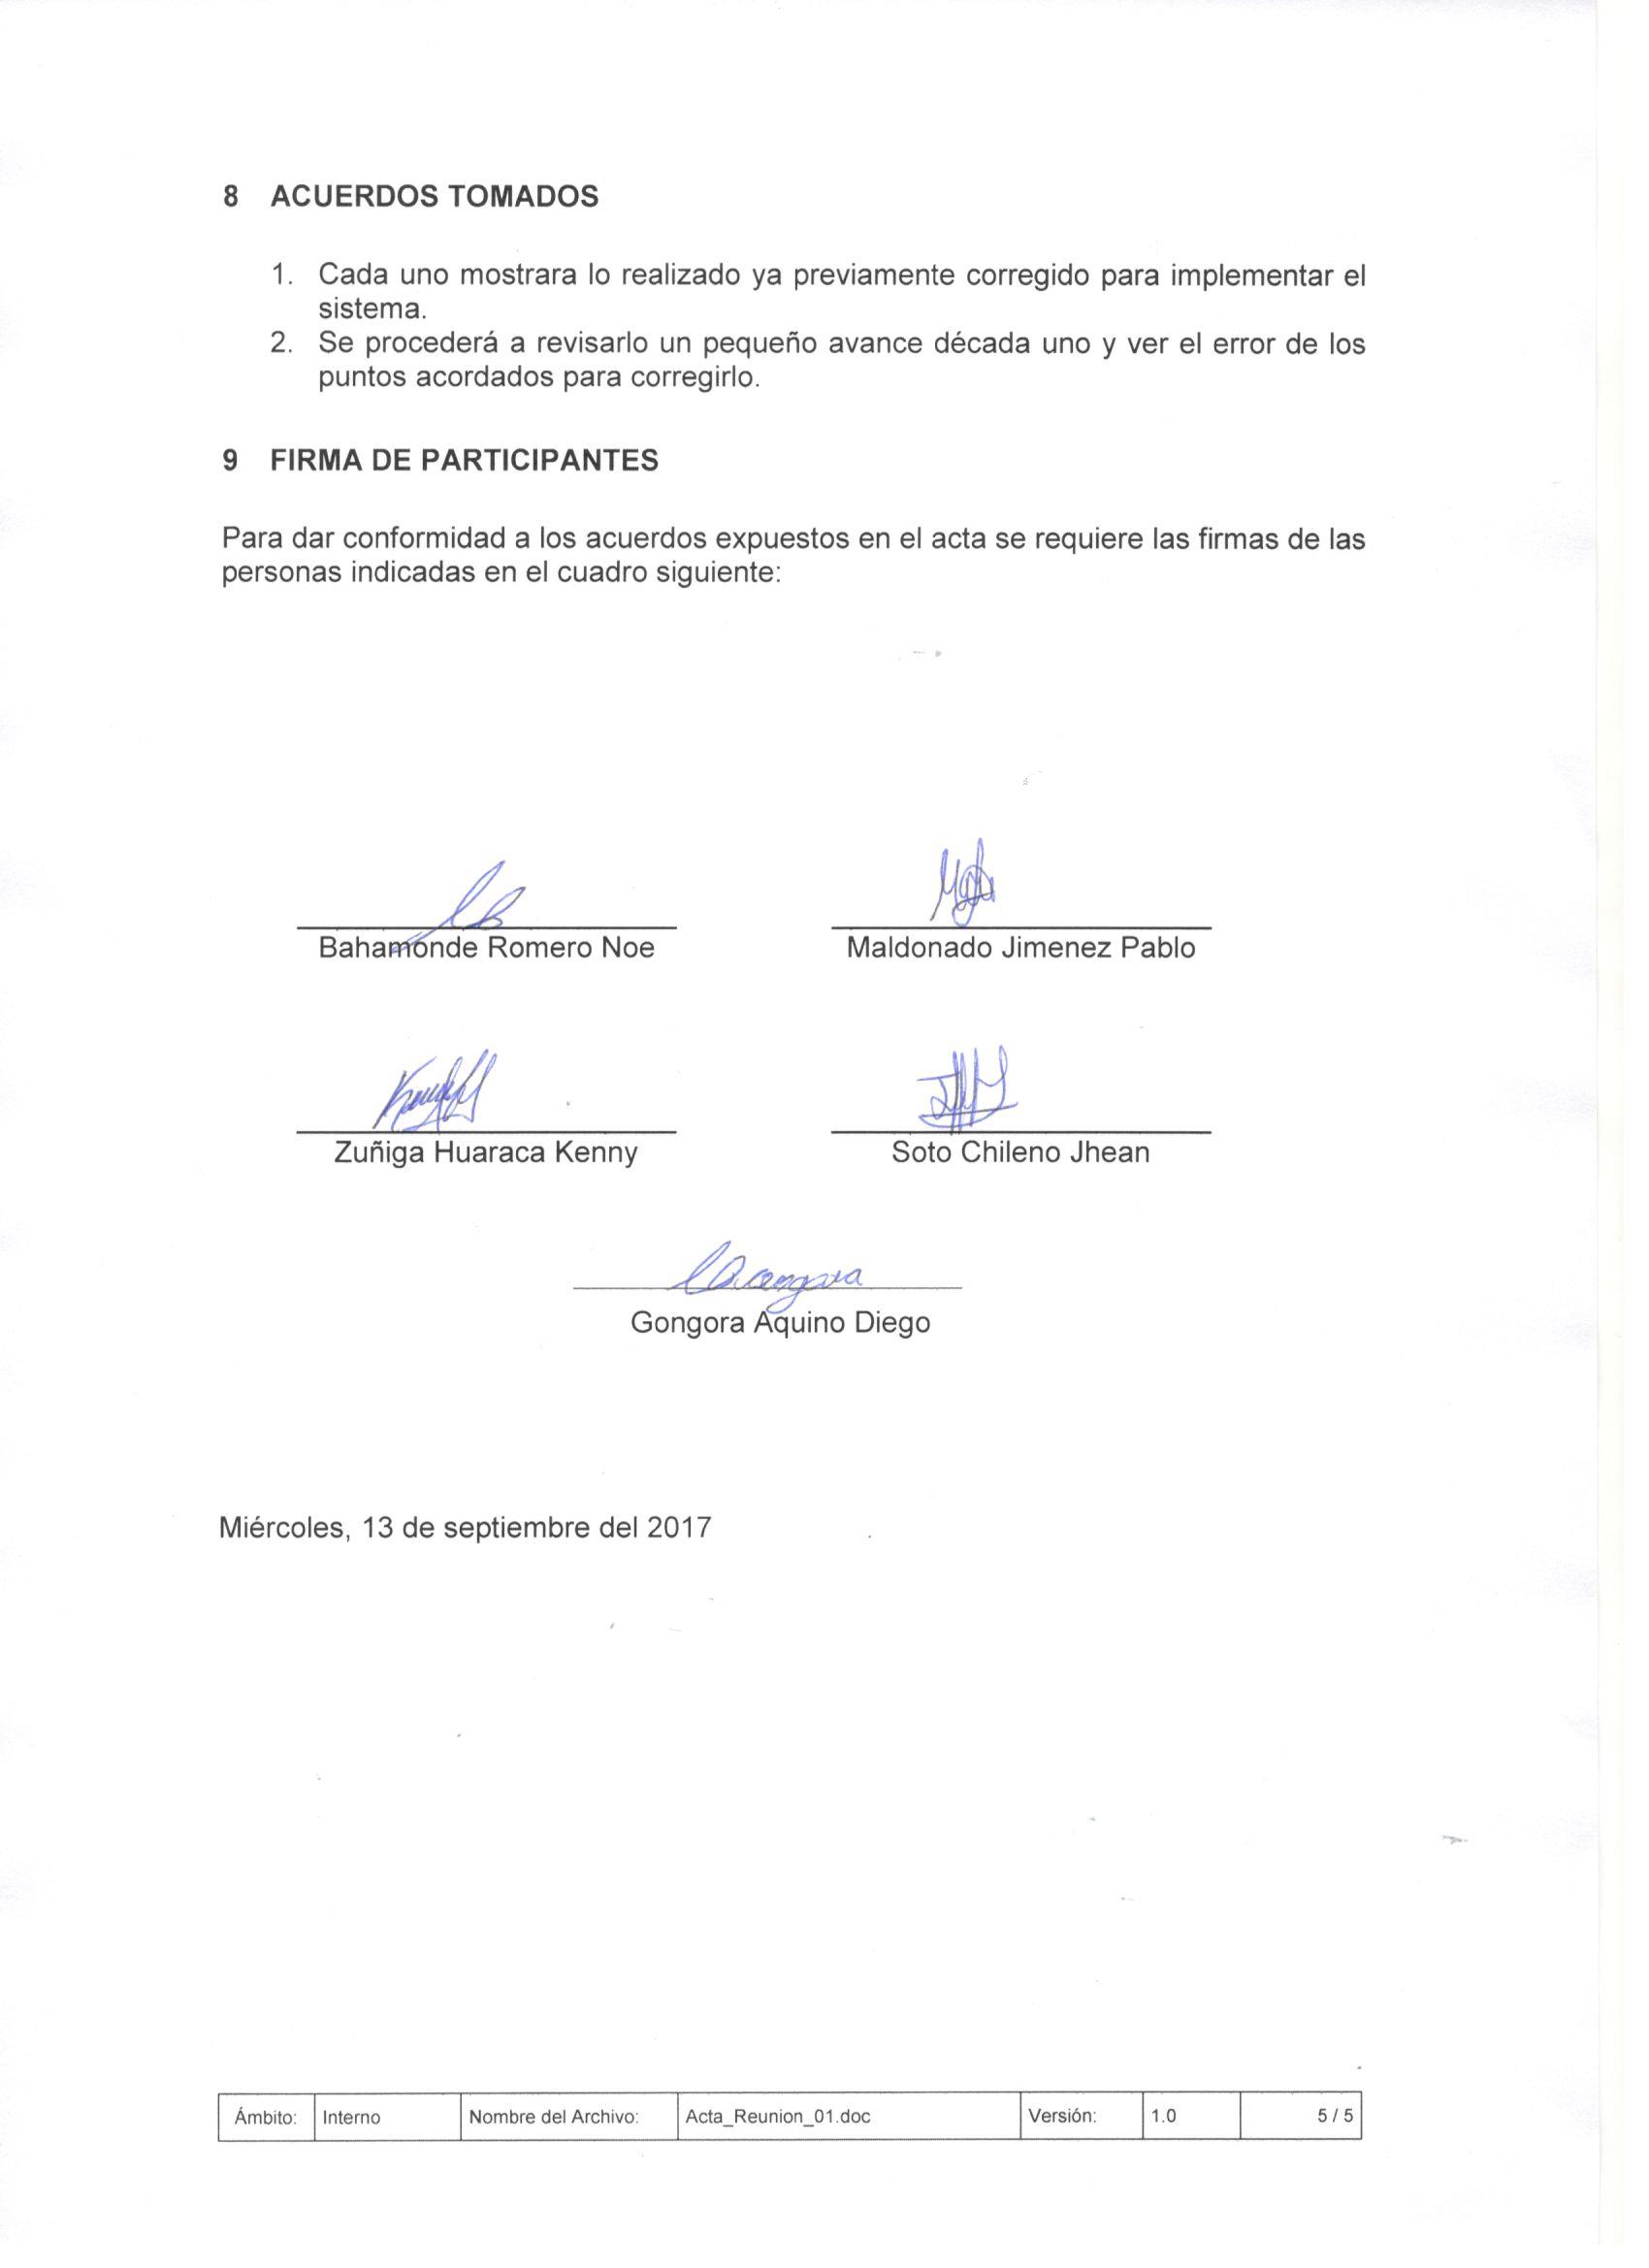 8 ACUERDOS TOMADOS
1. Cada uno mostrara lo realizado ya previamente corregido para implementar el
sistema.
2. Se procederá a revisarlo un pequeño avance década uno y ver el error de los
puntos acordados para corregirlo.
9 FIRMA DE PARTICIPANTES
Para dar conformidad a los acuerdos expuestos en el acta se requiere las firmas de las
personas indicadas en el cuadro siguiente:
Bahamonde Romero Noe
Maldonado Jimenez Pablo
Zuñiga Huaraca Kenny
Soto Chileno Jhean
Gongora Aquino Diego
Miércoles, 13 de septiembre del 2017
Ámbito: Interno Nombre del Archivo: Acta_Reunion_01.doc Versión: 1.0 5 / 5